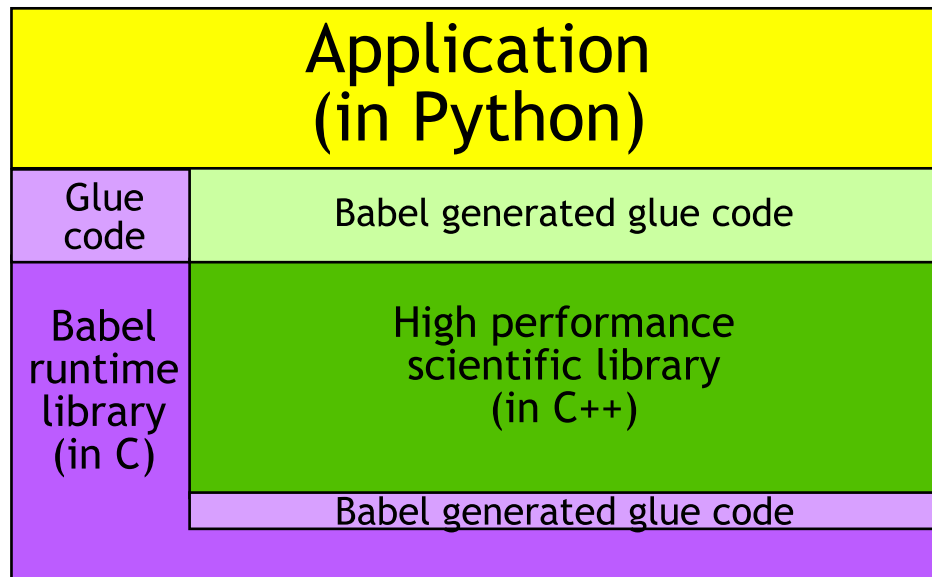 Application
(in Python)
Glue
code
Babel generated glue code
Babel
runtime
library
(in C)
High performance
scientific library
(in C++)
Babel generated glue code